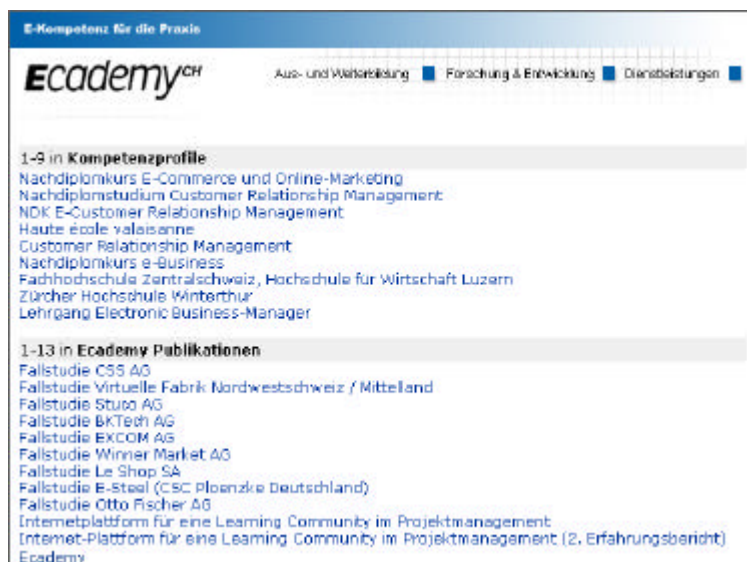 E-Kompetenz für die Praxis
Ecademy CH
Aus- und Weiterbildung Forschung & Entwicklung Dienstleistungen
1-9 in Kompetenzprofile
Nachdiplomkurs E-Commerce und Online-Marketing
Nachdiplomstudium Customer Relationship Management
NDK E-Customer Relationship Management
Haute école valaisanne
Customer Relationship Management
Nachdiplomkurs e-Business
Fachhochschule Zentralschweiz, Hochschule für Wirtschaft Luzern
Zürcher Hochschule Winterthur
Lehrgang Electronic Business-Manager
1-13 in Ecademy Publikationen
Fallstudie CSS AG
Fallstudie Virtuelle Fabrik Nordwestschweiz / Mittelland
Fallstudie Stuco AG
Fallstudie BKTech AG
Fallstudie EXCOM AG
Fallstudie Winner Market AG
Fallstudie Le Shop SA
Fallstudie E-Steel (CSC Ploenzke Deutschland)
Fallstudie Otto Fischer AG
Internetplattform für eine Learning Community im Projektmanagement
Internet-Plattform für eine Learning Community im Projektmanagement (2. Erfahrungsbericht)
Ecademy